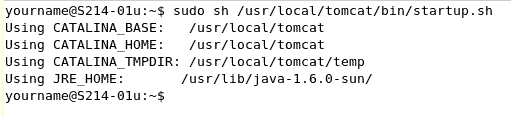 yourname@S214-01u:~$ sudo sh /usr/local/tomcat/bin/startup.sh
Using CATALINA_BASE:   /usr/local/tomcat
Using CATALINA_HOME:   /usr/local/tomcat
Using CATALINA_TMPDIR: /usr/local/tomcat/temp
Using JRE_HOME:       /usr/lib/java-1.6.0-sun/
yourname@S214-01u:~$